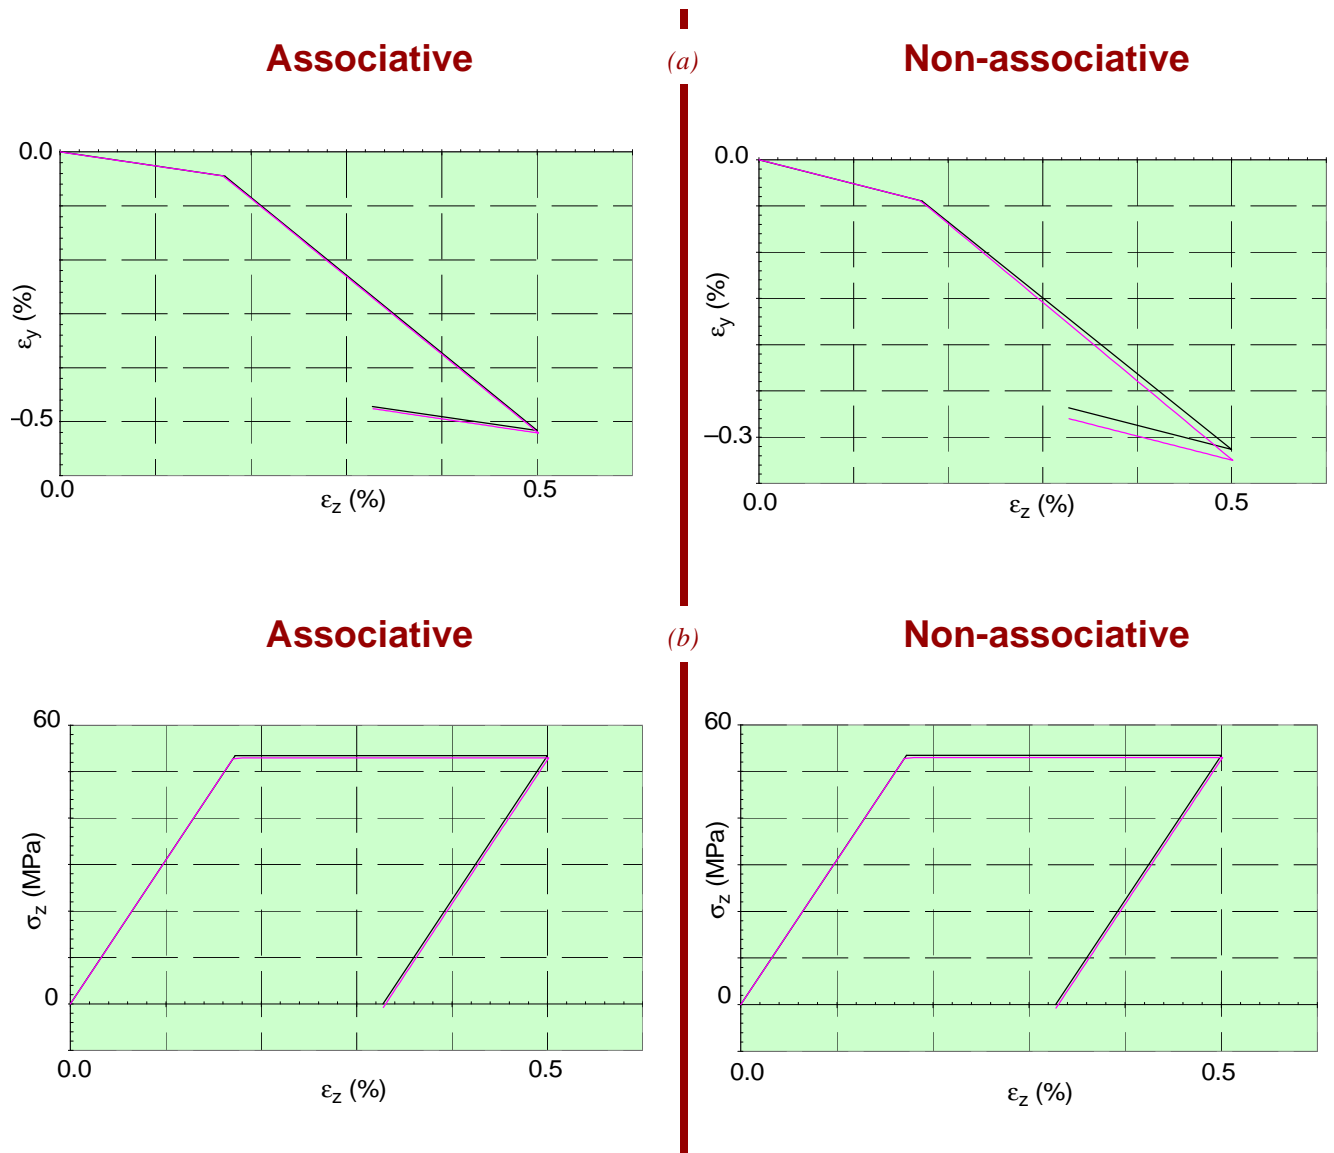 Associative (a) Non-associative
0.0 0.0
εy (%) εy (%)
–0.5 –0.3
0.0 0.5 0.0 0.5
εz (%) εz (%)
Associative (b) Non-associative
60 60
σz (MPa) σz (MPa)
0 0
0.0 0.5 0.0 0.5
εz (%) εz (%)